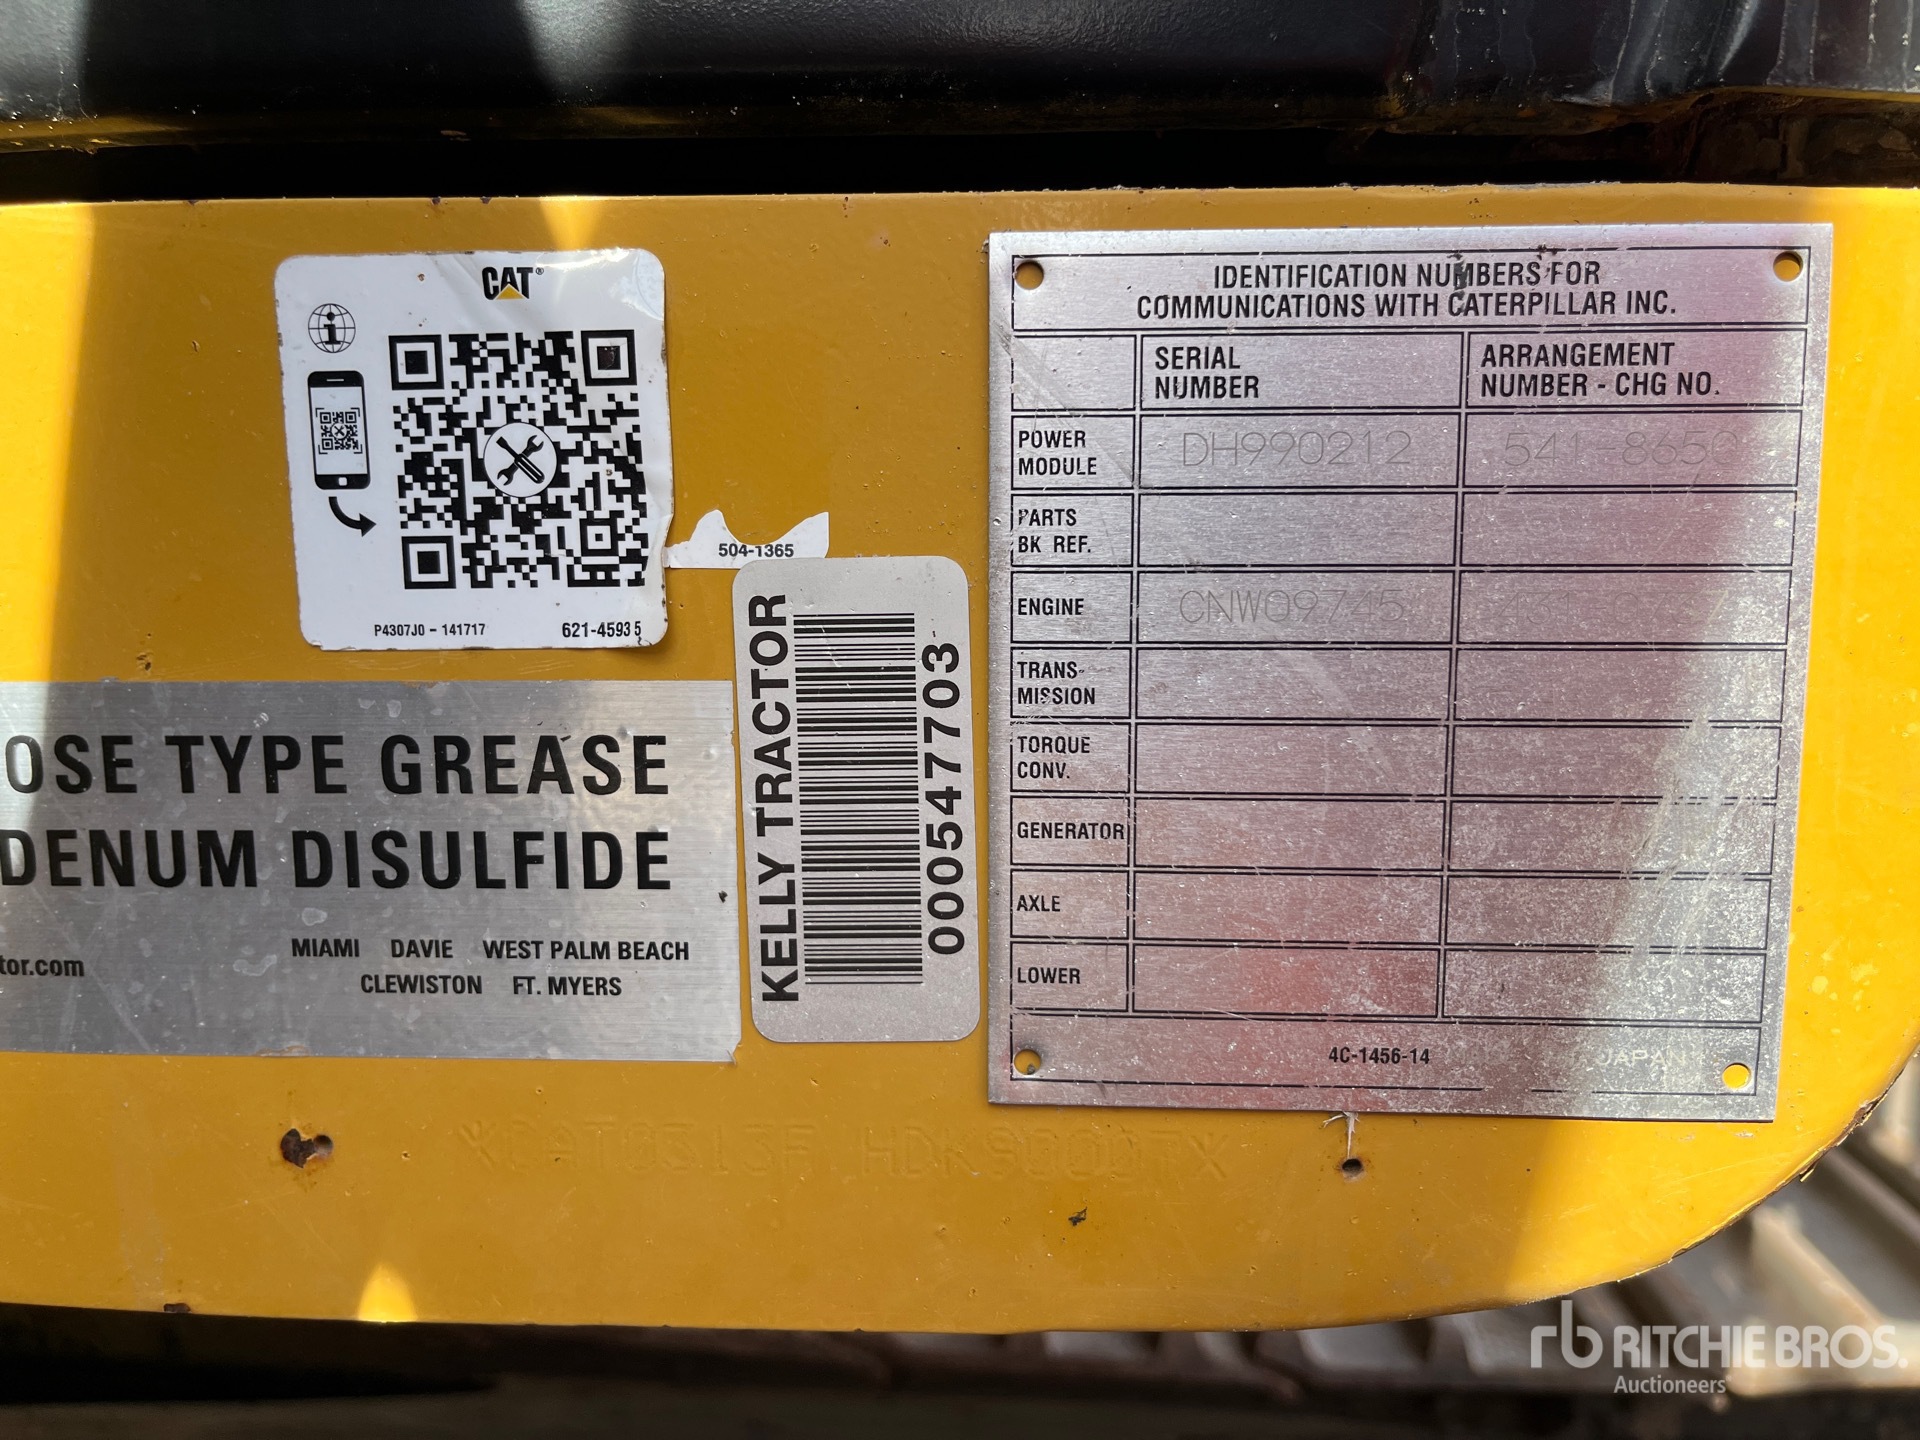 CAT®
P4307J0 - 141717
621-45935
504-1365
OSE TYPE GREASE
DENUM DISULFIDE
MIAMI DAVIE WEST PALM BEACH
tor.com
CLEWISTON FT. MYERS
KELLY TRACTOR
000547703
IDENTIFICATION NUMBERS FOR
COMMUNICATIONS WITH CATERPILLAR INC.
SERIAL
NUMBER
ARRANGEMENT
NUMBER - CHG NO.
POWER
MODULE
DH990212
PARTS
BK REF.
ENGINE
CNW09745
TRANS-
MISSION
TORQUE
CONV.
GENERATOR
AXLE
LOWER
4C-1456-14
JAPAN
rb RITCHIE BROS.
Auctioneers